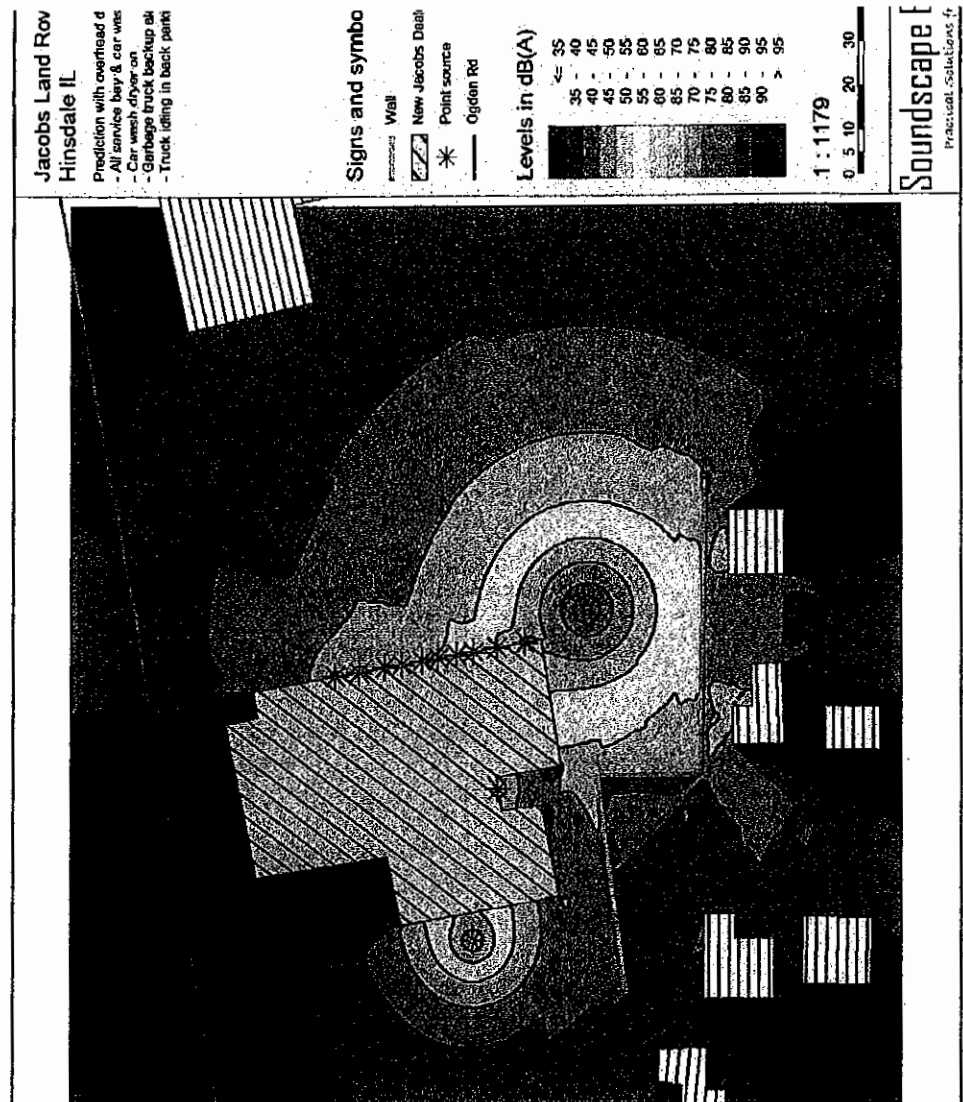 Jacobs Land Rov
Hinsdale IL
Prediction with overhead d
- All service bay & car was
- Car wash dryer on
- Garbage truck backup al
- Truck idling in back parki
Signs and symbo
Wall
New Jacobs Deal
Point source
Ogden Rd
Levels in dB(A)
<= 35
35 - 40
40 - 45
45 - 50
50 - 55
55 - 60
60 - 65
65 - 70
70 - 75
75 - 80
80 - 85
85 - 90
90 - 95
> 95
1 : 1179
0 5 10 20 30
Soundscape E
Practical Solutions fr